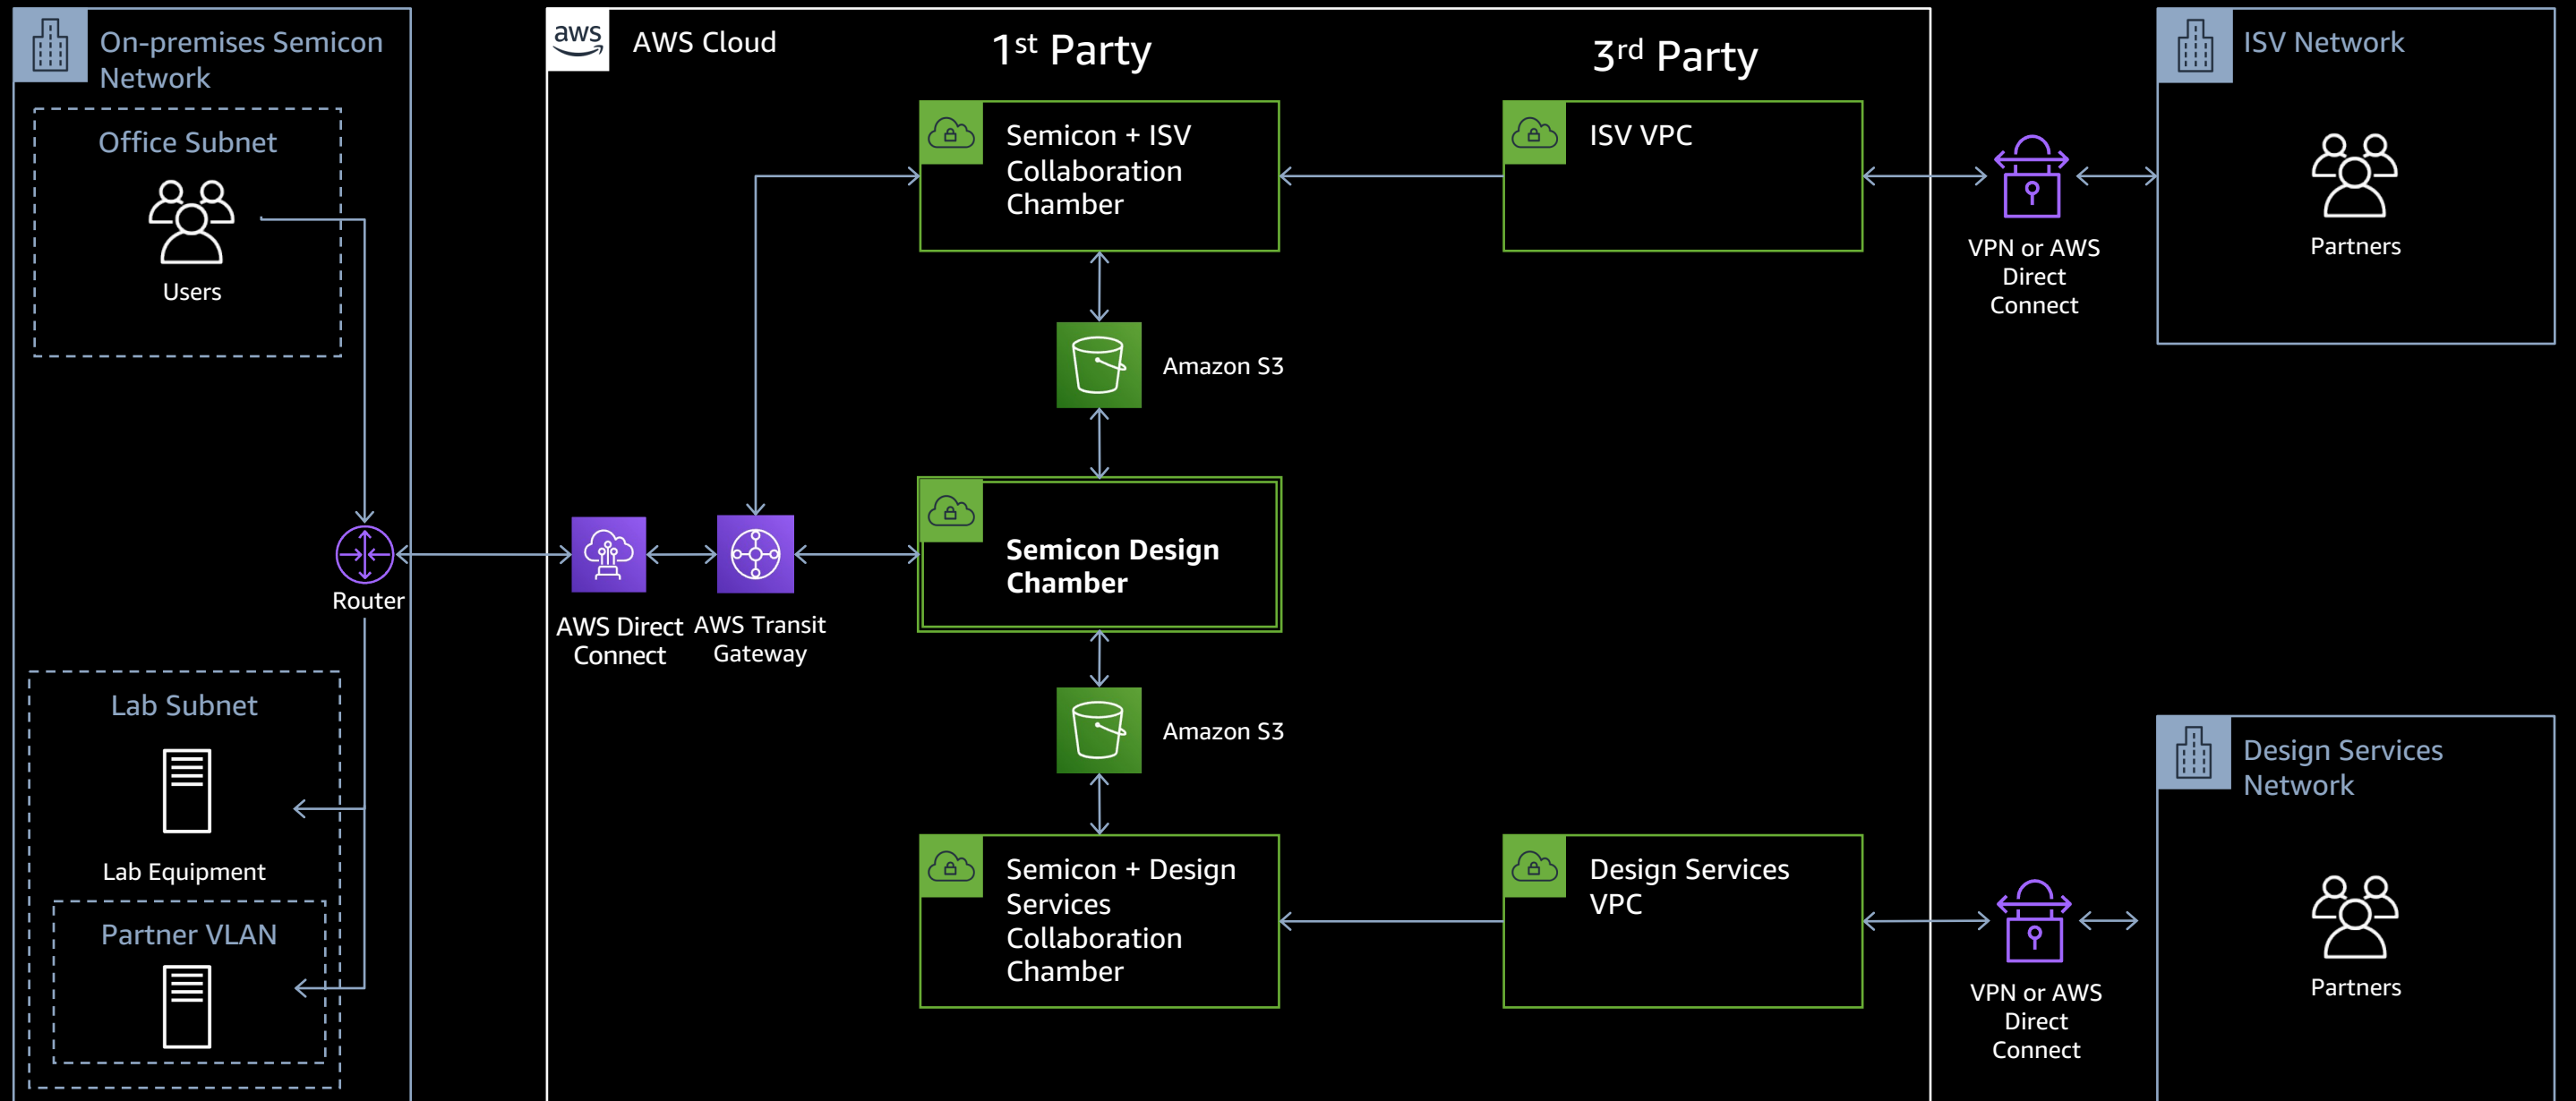 On-premises Semicon
Network
Office Subnet
Users
Router
Lab Subnet
Lab Equipment
Partner VLAN
aws
AWS Cloud
1st Party
3rd Party
Semicon + ISV
Collaboration
Chamber
ISV VPC
Amazon S3
AWS Direct
Connect
AWS Transit
Gateway
Semicon Design
Chamber
Amazon S3
Semicon + Design
Services
Collaboration
Chamber
Design Services
VPC
VPN or AWS
Direct
Connect
ISV Network
Partners
VPN or AWS
Direct
Connect
Design Services
Network
Partners